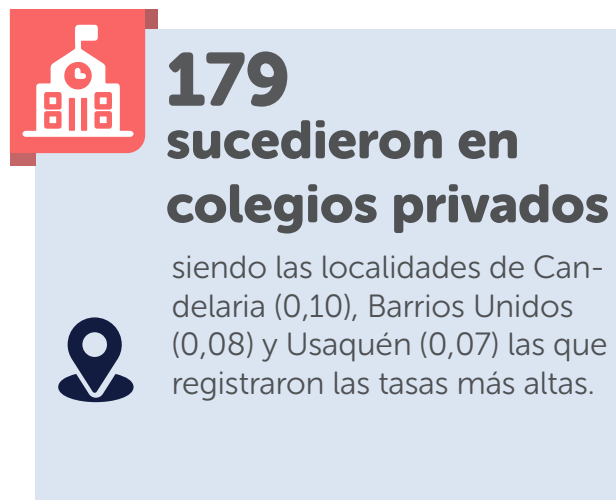 179
sucedieron en
colegios privados
siendo las localidades de Can-
delaria (0,10), Barrios Unidos
(0,08) y Usaquén (0,07) las que
registraron las tasas más altas.